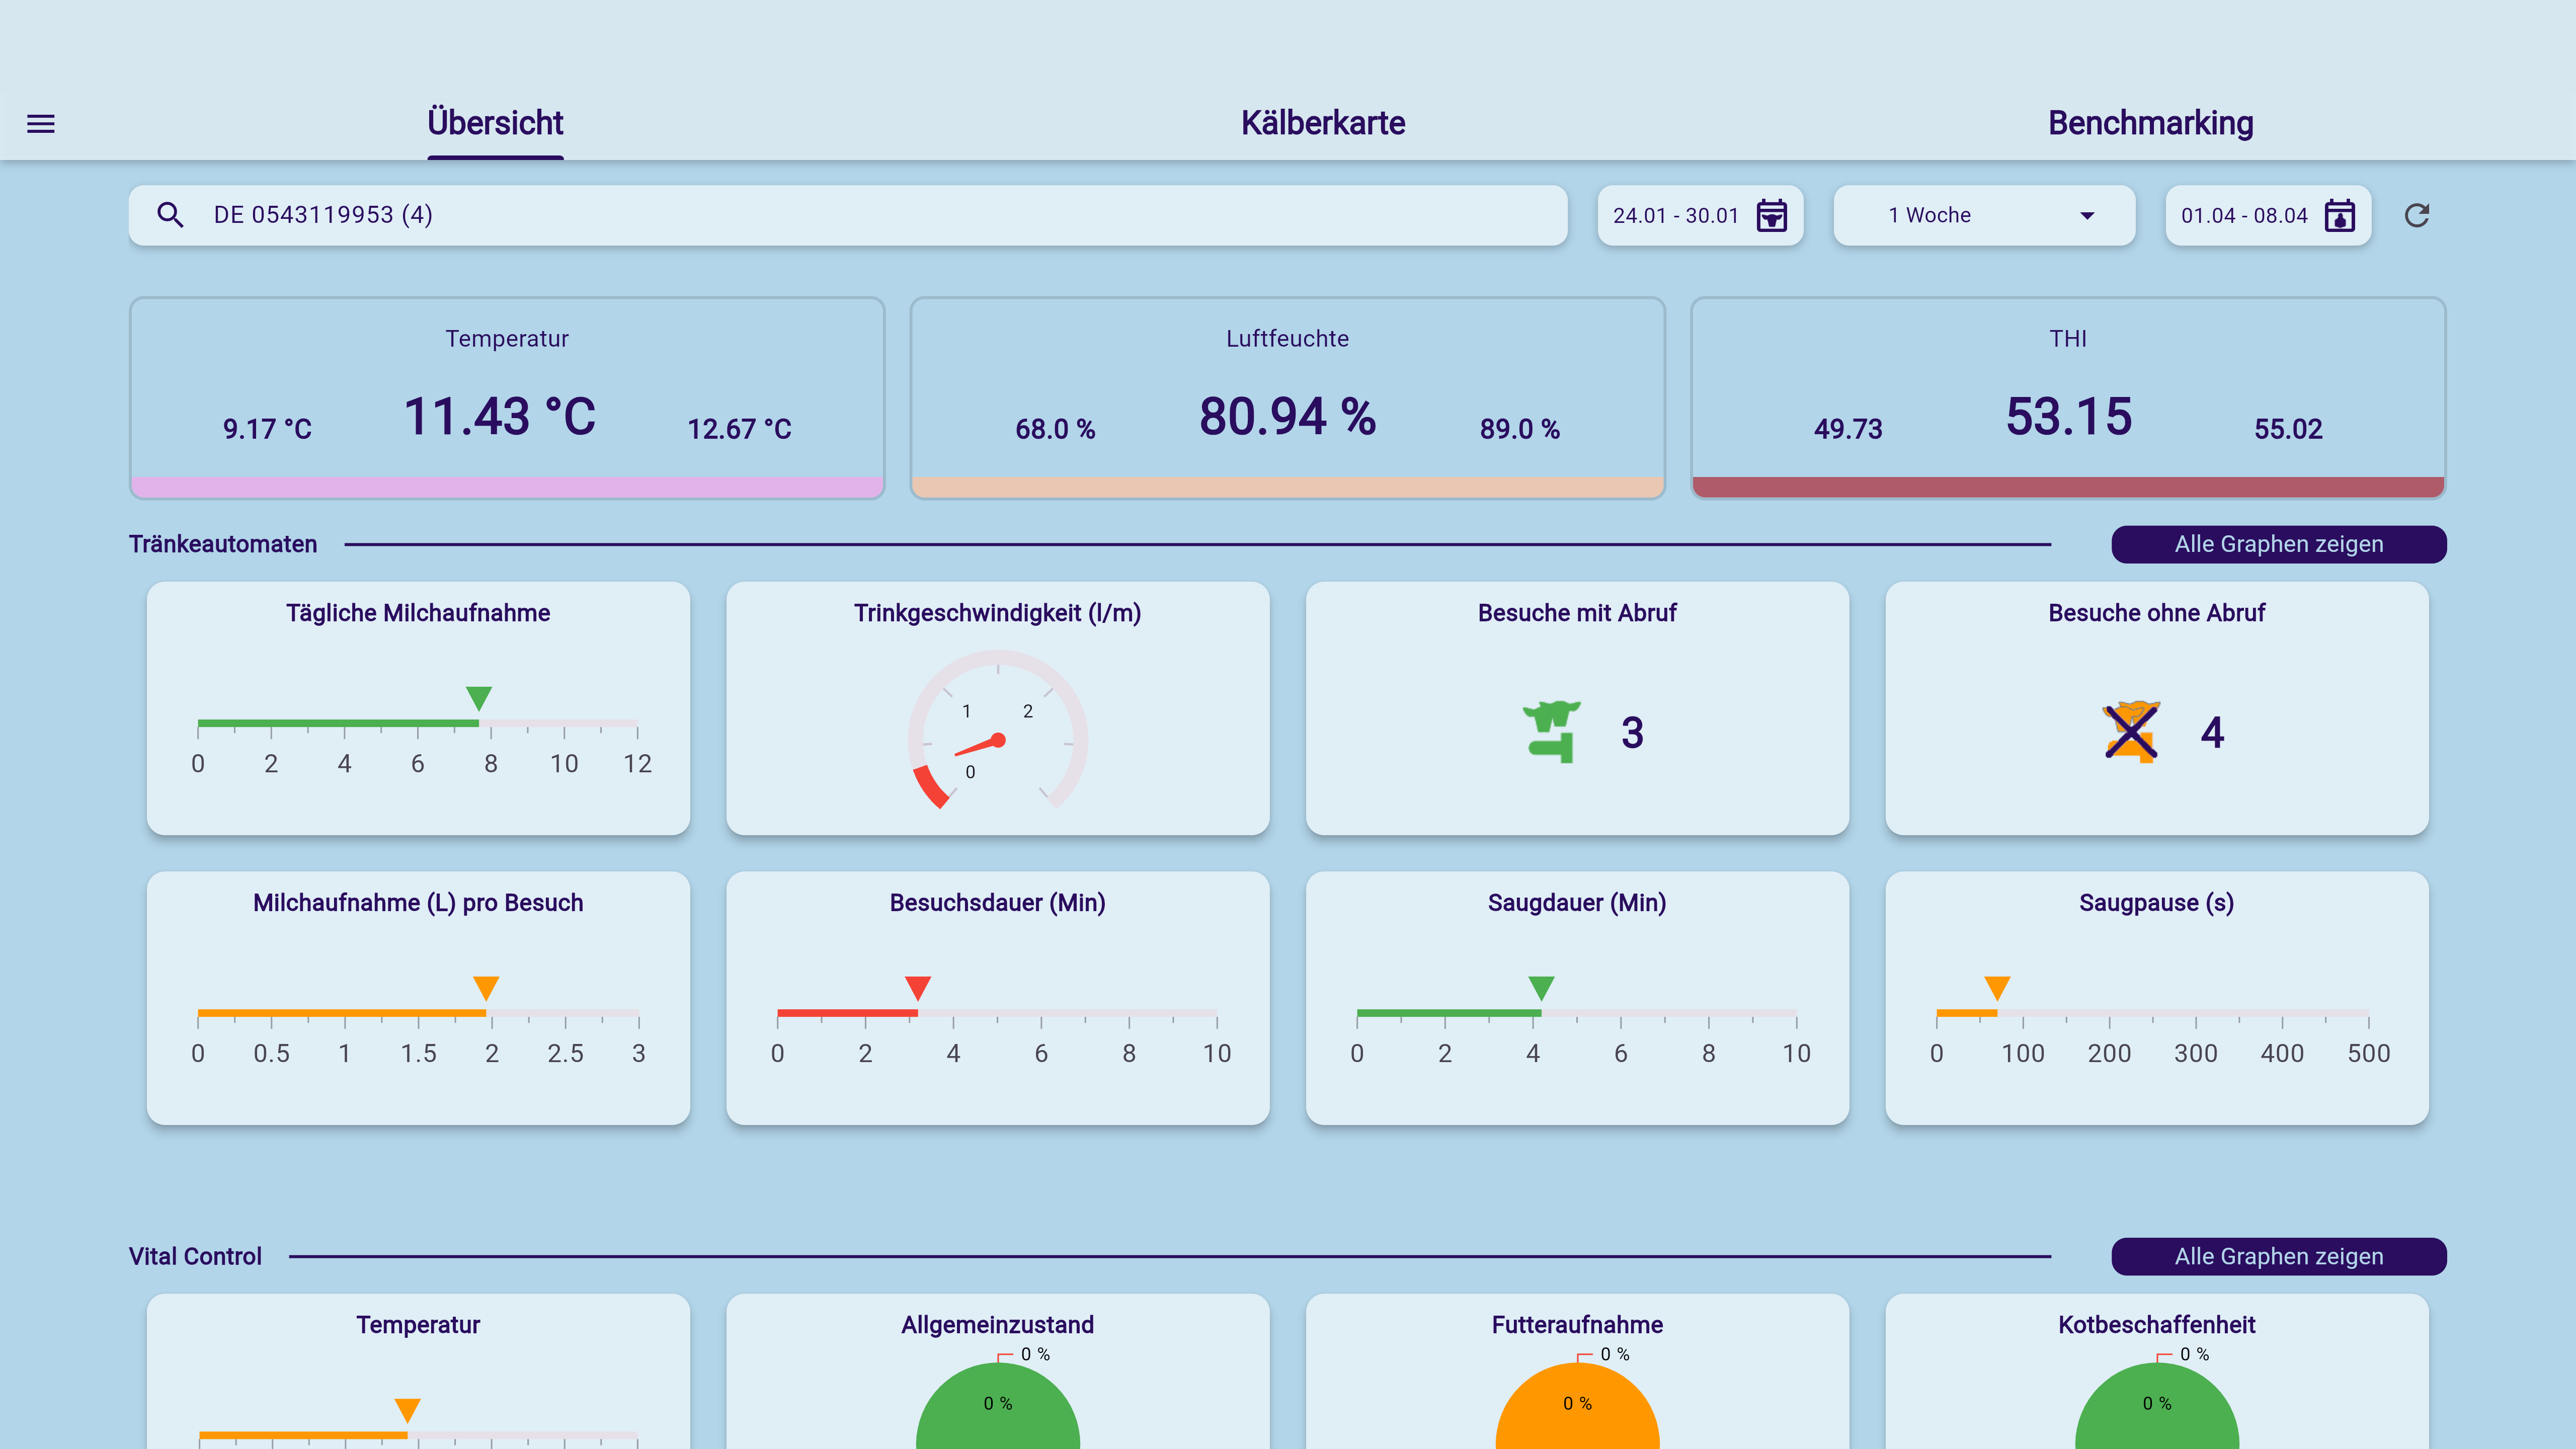 Übersicht Kälberkarte Benchmarking
DE 0543119953 (4) 24.01 - 30.01 1 Woche 01.04 - 08.04
Temperatur Luftfeuchte THI
9.17 °C 11.43 °C 12.67 °C 68.0 % 80.94 % 89.0 % 49.73 53.15 55.02
Tränkeautomaten Alle Graphen zeigen
Tägliche Milchaufnahme Trinkgeschwindigkeit (l/m) Besuche mit Abruf Besuche ohne Abruf
1 2
3 4
0
0 2 4 6 8 10 12
Milchaufnahme (L) pro Besuch Besuchsdauer (Min) Saugdauer (Min) Saugpause (s)
0 0.5 1 1.5 2 2.5 3 0 2 4 6 8 10 0 2 4 6 8 10 0 100 200 300 400 500
Vital Control Alle Graphen zeigen
Temperatur Allgemeinzustand Futteraufnahme Kotbeschaffenheit
0 % 0 % 0 %
0 % 0 % 0 %